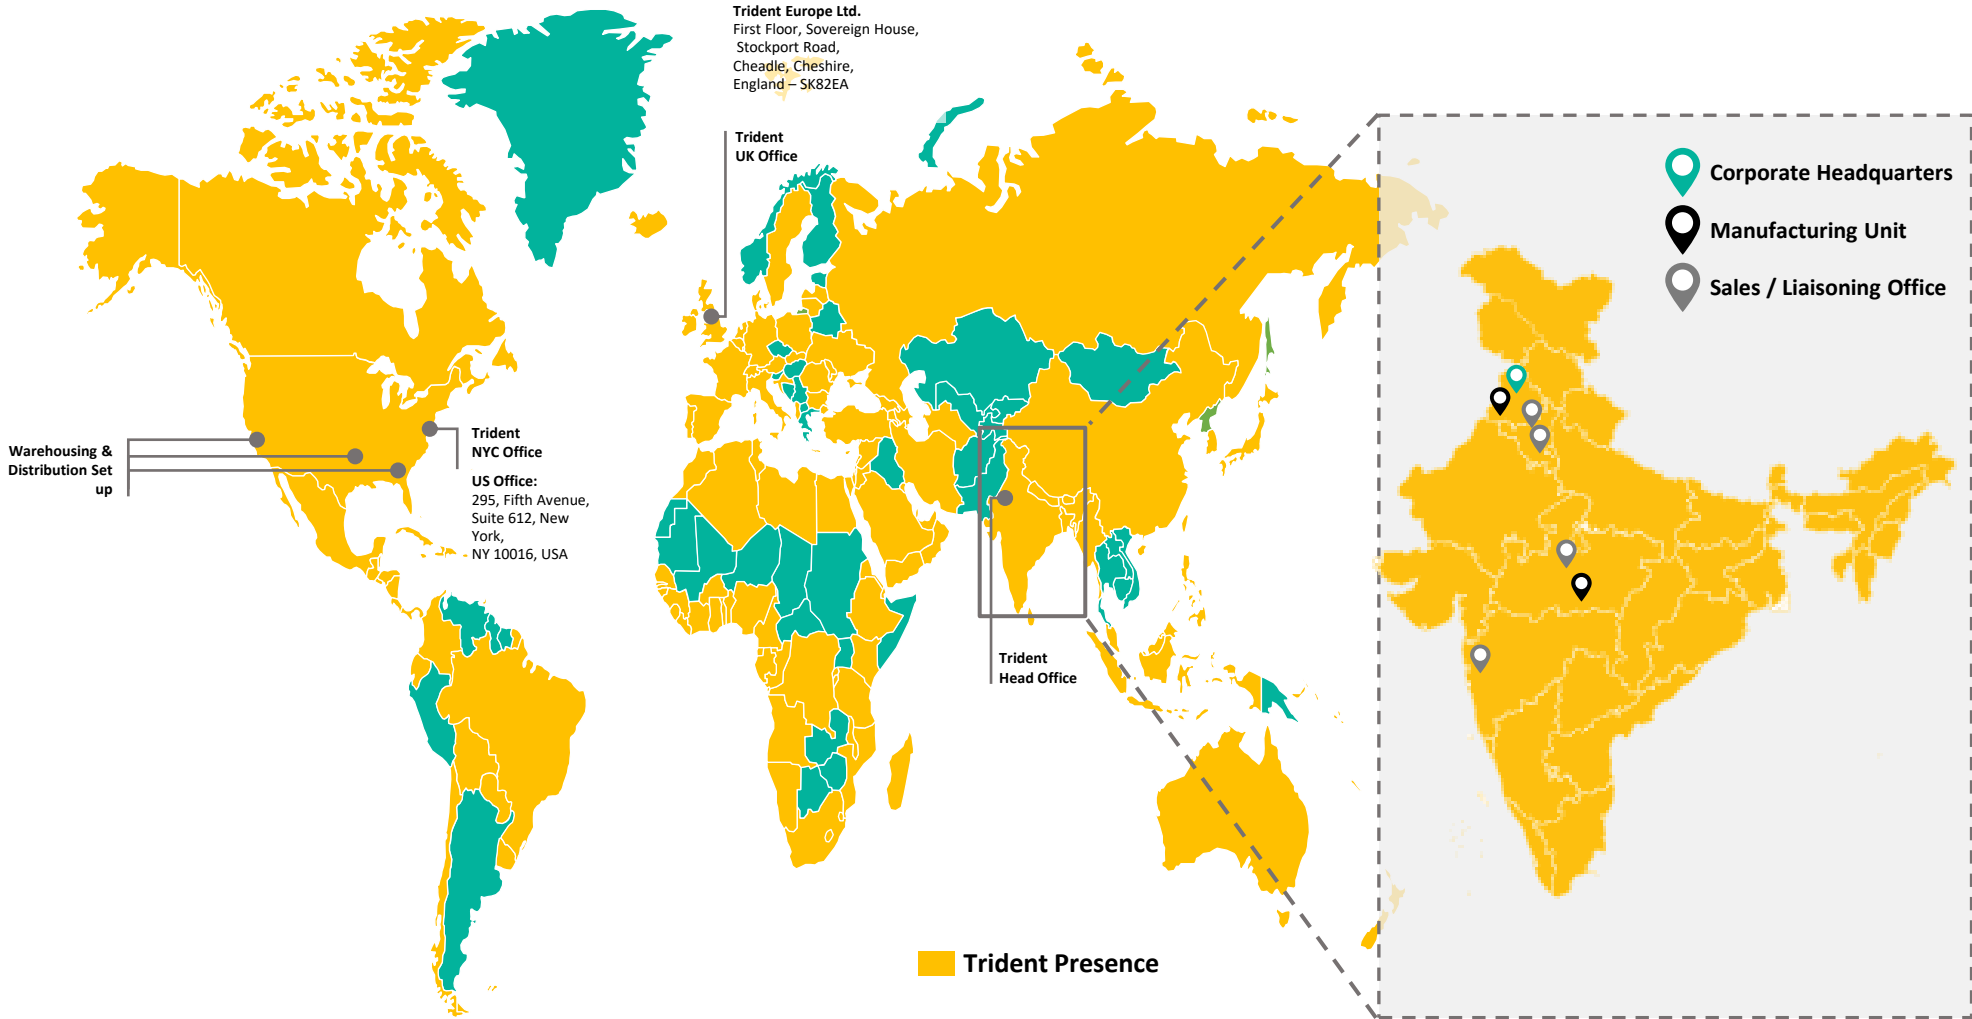 Trident Europe Ltd.
First Floor, Sovereign House,
Stockport Road,
Cheadle, Cheshire,
England – SK82EA
Trident
UK Office
Warehousing &
Distribution Set
up
Trident
NYC Office
US Office:
295, Fifth Avenue,
Suite 612, New
York,
NY 10016, USA
Trident
Head Office
Trident Presence
Corporate Headquarters
Manufacturing Unit
Sales / Liaisoning Office